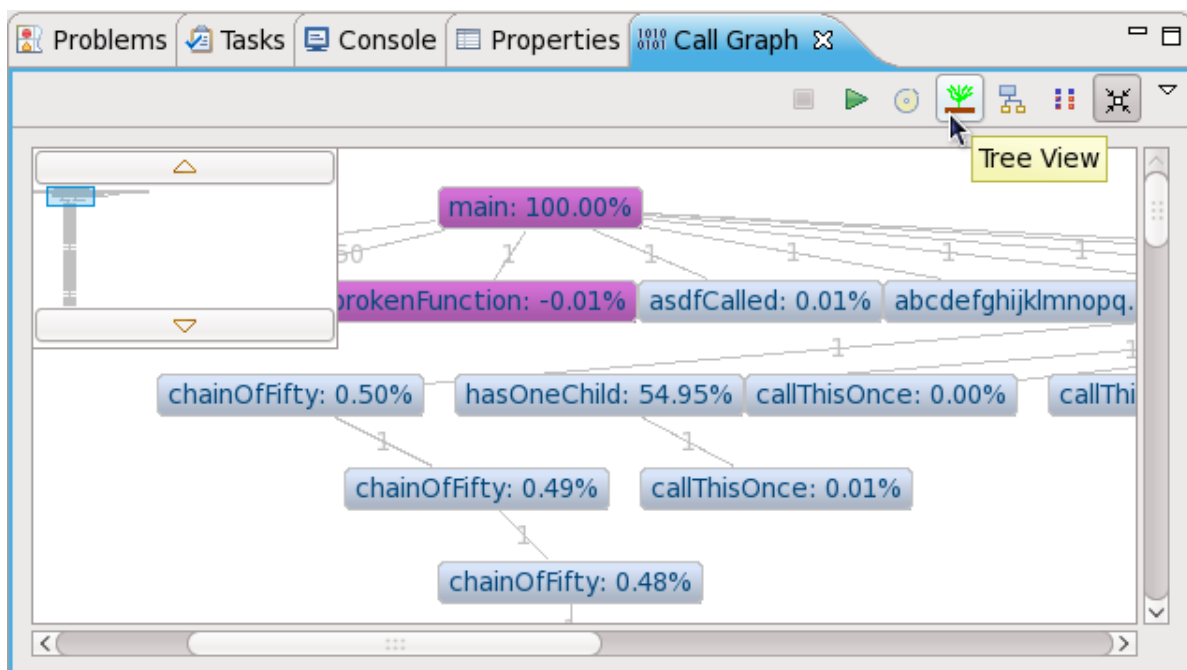 Problems Tasks Console Properties Call Graph
Tree View
main: 100.00%
50 1 1 1 1 1
rokenFunction: -0.01% asdfCalled: 0.01% abcdefghijklmnopq.
1 1
chainOfFifty: 0.50% hasOneChild: 54.95% callThisOnce: 0.00% callThi
1 1
chainOfFifty: 0.49% callThisOnce: 0.01%
1
chainOfFifty: 0.48%